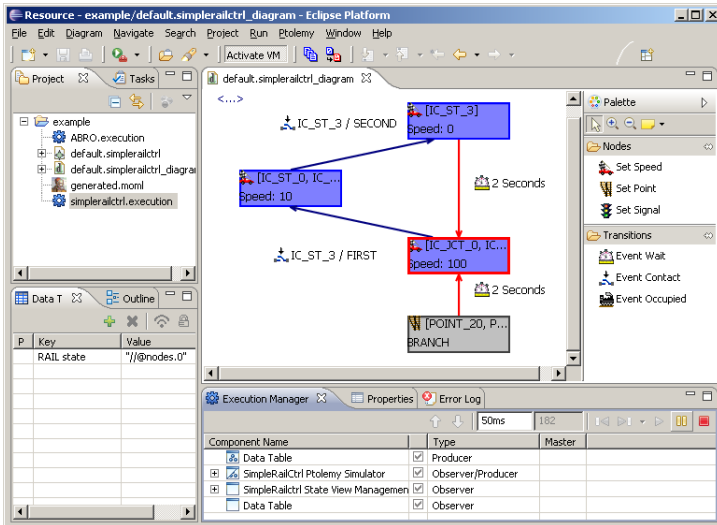 Resource - example/default.simplerailctrl_diagram - Eclipse Platform
File Edit Diagram Navigate Search Project Run Ptolemy Window Help
Activate VM
Project
Tasks
example
ABRO.execution
default.simplerailctrl
default.simplerailctrl_diagra
generated.moml
simplerailctrl.execution
Data T
Outline
P Key Value
RAIL state "//@nodes.0"
default.simplerailctrl_diagram
<...>
[IC_ST_3]
Speed: 0
IC_ST_3 / SECOND
[IC_ST_0, IC_...
Speed: 10
2 Seconds
IC_ST_3 / FIRST
[IC_JCT_0, IC...
Speed: 100
2 Seconds
[POINT_20, P...
BRANCH
Palette
Nodes
Set Speed
Set Point
Set Signal
Transitions
Event Wait
Event Contact
Event Occupied
Execution Manager
Properties
Error Log
50ms
182
Component Name Type Master
Data Table Producer
SimpleRailCtrl Ptolemy Simulator Observer/Producer
SimpleRailctrl State View Managemen Observer
Data Table Observer